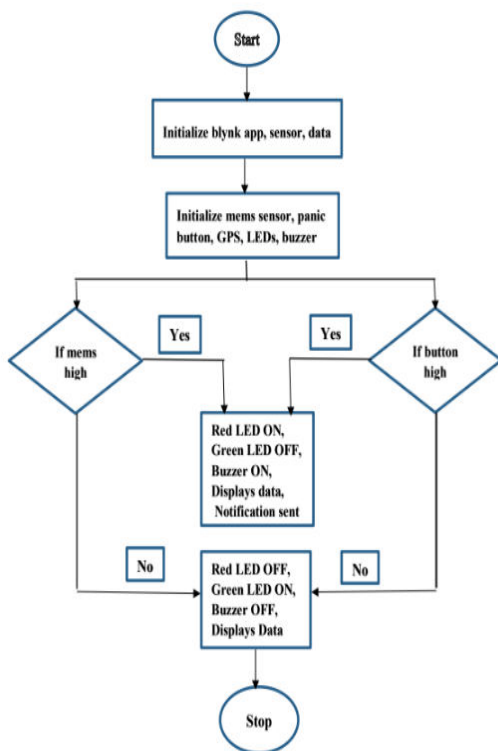 Start
Initialize blynk app, sensor, data
Initialize mems sensor, panic
button, GPS, LEDs, buzzer
Yes
Yes
If mems
high
If button
high
Red LED ON,
Green LED OFF,
Buzzer ON,
Displays data,
Notification sent
No
No
Red LED OFF,
Green LED ON,
Buzzer OFF,
Displays Data
Stop